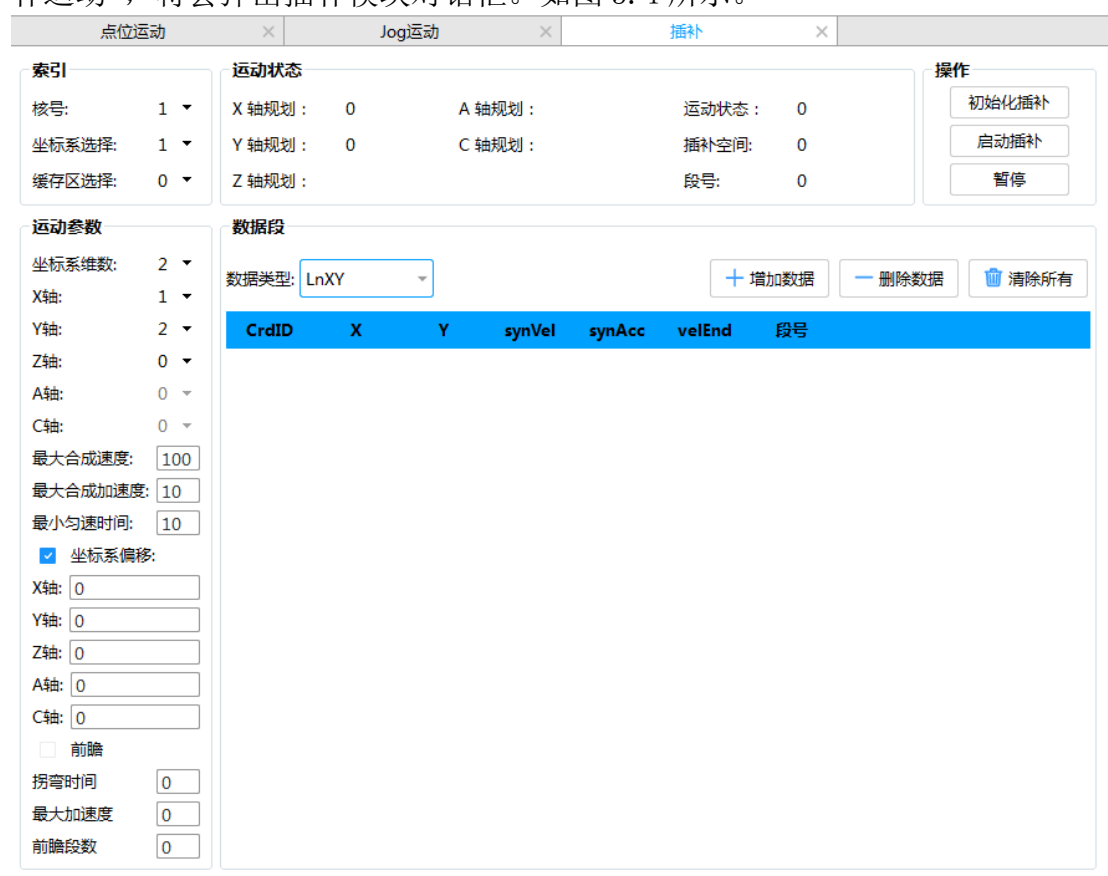 点位运动 × Jog运动 × 插补 ×
索引 运动状态 操作
核号: 1 X 轴规划： 0 A 轴规划： 运动状态： 0 初始化插补
坐标系选择: 1 Y 轴规划： 0 C 轴规划： 插补空间: 0 启动插补
缓存区选择: 0 Z 轴规划： 段号: 0 暂停
运动参数 数据段
坐标系维数: 2
数据类型: LnXY 增加数据 删除数据 清除所有
X轴: 1
Y轴: 2 CrdID X Y synVel synAcc velEnd 段号
Z轴: 0
A轴: 0
C轴: 0
最大合成速度: 100
最大合成加速度: 10
最小匀速时间: 10
坐标系偏移:
X轴: 0
Y轴: 0
Z轴: 0
A轴: 0
C轴: 0
前瞻
拐弯时间 0
最大加速度 0
前瞻段数 0